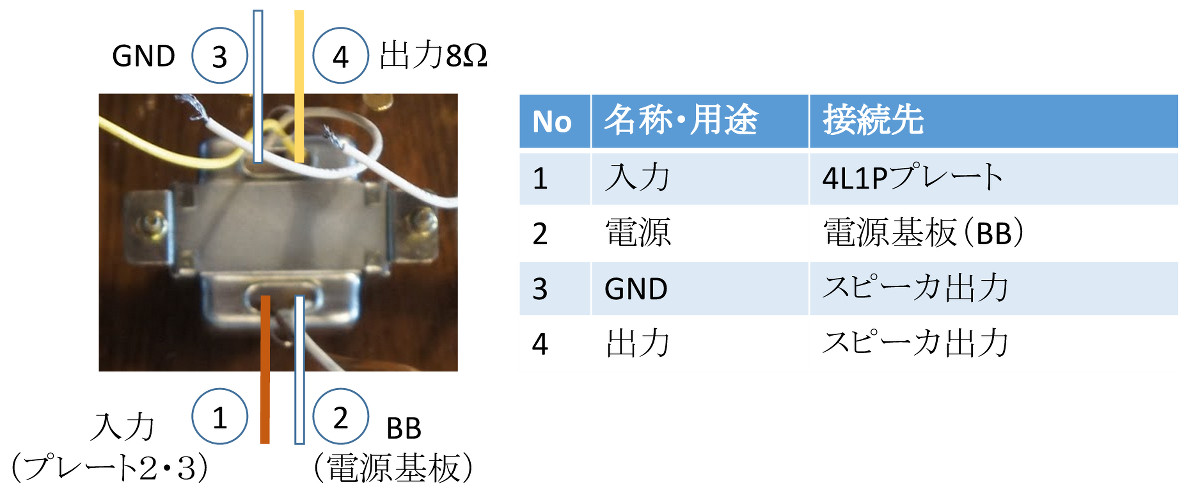 GND 3 4 出力8Ω
1 2
入力
(プレート2・3)
BB
(電源基板)
No 名称・用途 接続先
1 入力 4L1Pプレート
2 電源 電源基板(BB)
3 GND スピーカ出力
4 出力 スピーカ出力